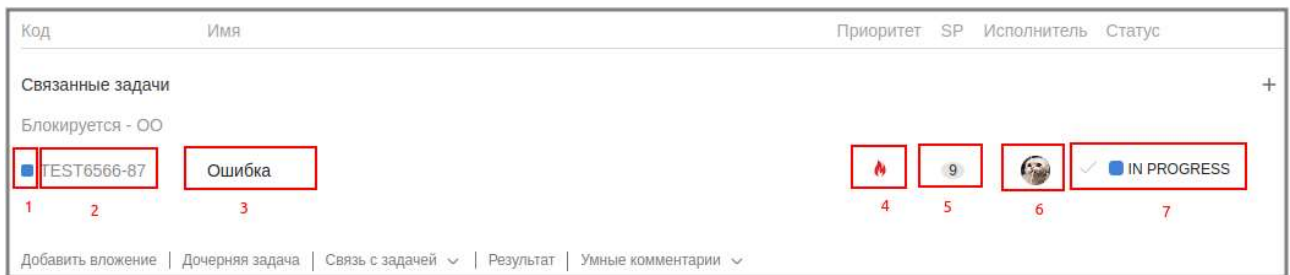 Код Имя Приоритет SP Исполнитель Статус
Связанные задачи +
Блокируется - ОО
TEST6566-87 Ошибка 9 IN PROGRESS
1 2 3 4 5 6 7
Добавить вложение | Дочерняя задача | Связь с задачей | Результат | Умные комментарии